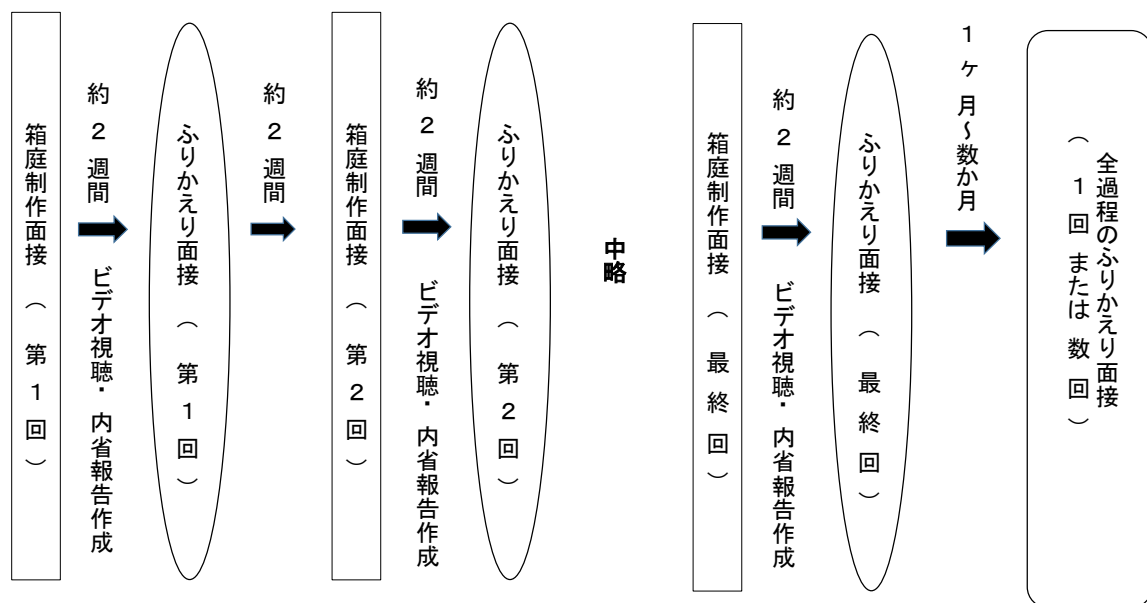 箱庭制作面接（第１回）
約２週間
ビデオ視聴・内省報告作成
ふりかえり面接（第１回）
約２週間
箱庭制作面接（第２回）
約２週間
ビデオ視聴・内省報告作成
ふりかえり面接（第２回）
中略
箱庭制作面接（最終回）
約２週間
ビデオ視聴・内省報告作成
ふりかえり面接（最終回）
１ヶ月～数か月
全過程のふりかえり面接
（１回または数回）